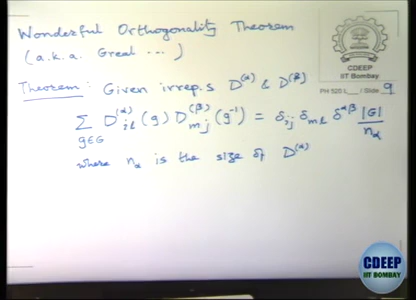 Wonderful Orthogonality Theorem
(a.k.a. Great ...)
CDEEP
IIT Bombay
PH 520 L___ / Slide 9
Theorem: Given irrep.s D^(α) & D^(β)
∑_{g∈G} D^(α)_{il}(g) D^(β)_{mj}(g⁻¹) = δ_{ij} δ_{ml} δ^{αβ} |G|/n_α
where n_α is the size of D^(α)
CDEEP
IIT BOMBAY